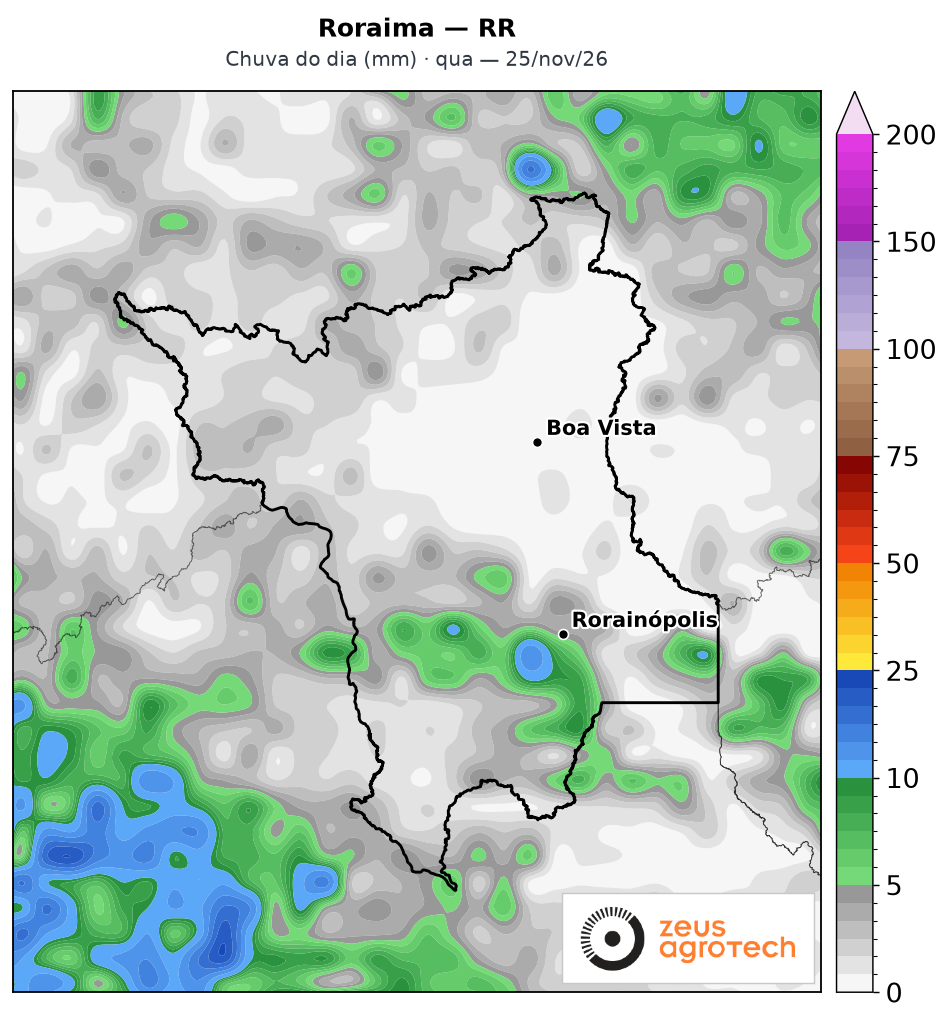 Roraima — RR
Chuva do dia (mm) · qua — 25/nov/26
200
150
100
75
50
25
10
5
0
Boa Vista
Rorainópolis
zeus
agrotech